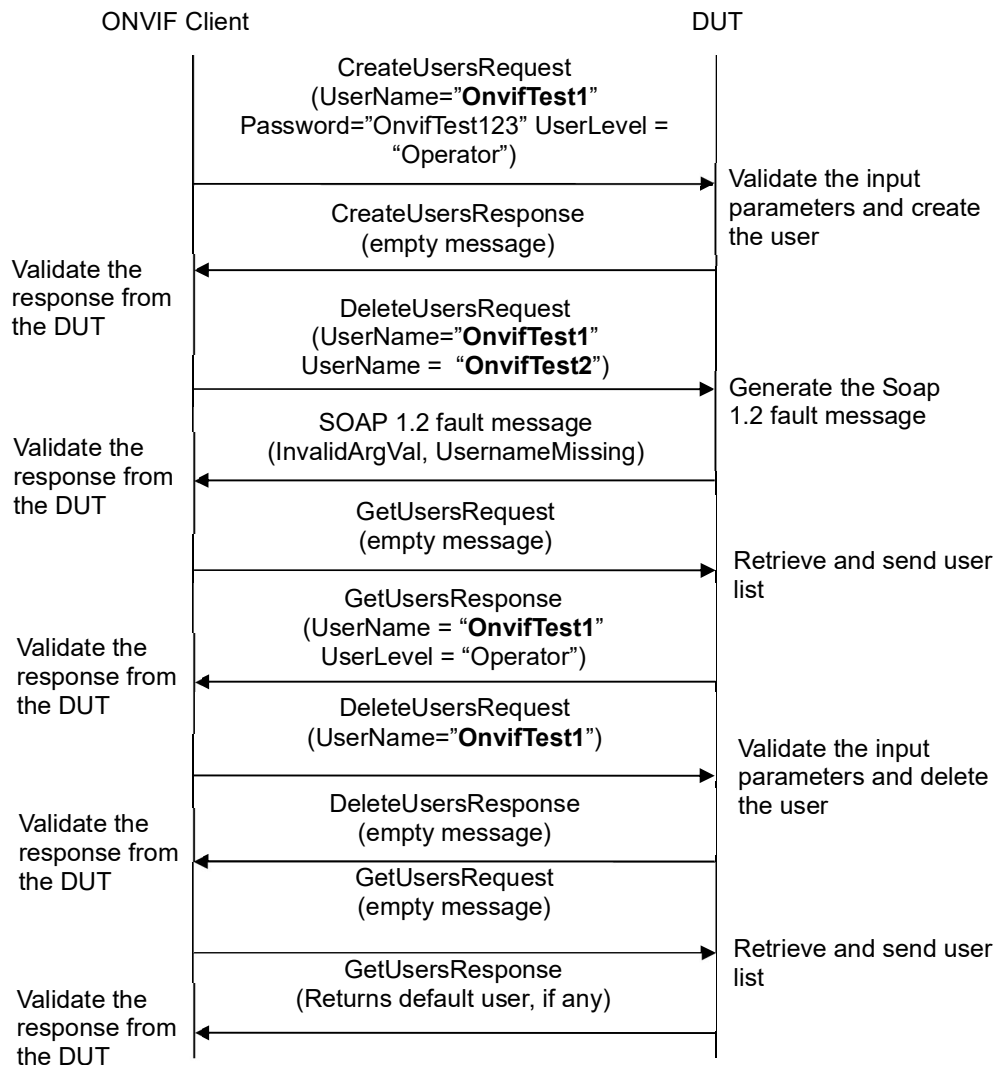 ONVIF Client
DUT
CreateUsersRequest
(UserName=”OnvifTest1”
Password=”OnvifTest123” UserLevel =
“Operator”)
Validate the input
parameters and create
the user
CreateUsersResponse
(empty message)
Validate the
response from
the DUT
DeleteUsersRequest
(UserName=”OnvifTest1”
UserName =  “OnvifTest2”)
Generate the Soap
1.2 fault message
SOAP 1.2 fault message
(InvalidArgVal, UsernameMissing)
Validate the
response from
the DUT
GetUsersRequest
(empty message)
Retrieve and send user
list
GetUsersResponse
(UserName = “OnvifTest1”
UserLevel = “Operator”)
Validate the
response from
the DUT
DeleteUsersRequest
(UserName=”OnvifTest1”)
Validate the input
parameters and delete
the user
DeleteUsersResponse
(empty message)
Validate the
response from
the DUT
GetUsersRequest
(empty message)
Retrieve and send user
list
GetUsersResponse
(Returns default user, if any)
Validate the
response from
the DUT